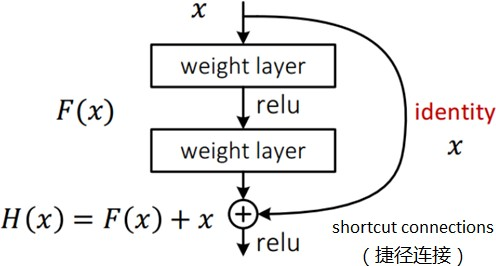 x
weight layer
relu
F(x)
identity
x
weight layer
H(x) = F(x) + x
+
relu
shortcut connections
（捷径连接）